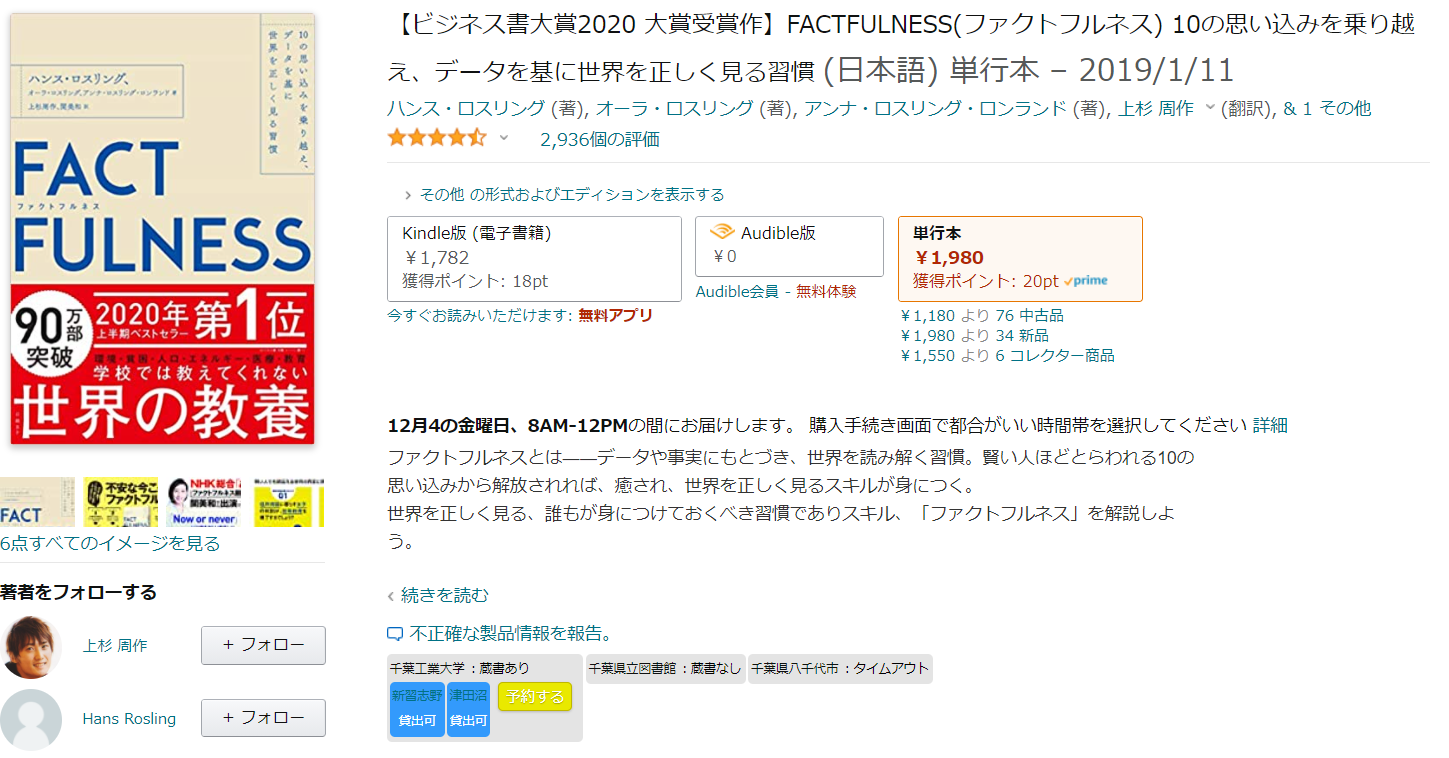 10の思い込みを乗り越え、
データを基に
世界を正しく見る習慣
ハンス・ロスリング、
オーラ・ロスリング、アンナ・ロスリング・ロンランド 著
上杉周作、関美和 訳
FACT
ファクトフルネス
FULNESS
90万部突破
2020年
上半期ベストセラー
第1位
環境・貧困・人口・エネルギー・医療・教育
学校では教えてくれない
世界の教養
FACT
不安な今こ
ファクトフル
NHK総合
関美和
出演
Now or never
01
6点すべてのイメージを見る
著者をフォローする
上杉 周作
+ フォロー
Hans Rosling
+ フォロー
【ビジネス書大賞2020 大賞受賞作】FACTFULNESS(ファクトフルネス) 10の思い込みを乗り越
え、データを基に世界を正しく見る習慣 (日本語) 単行本 – 2019/1/11
ハンス・ロスリング (著), オーラ・ロスリング (著), アンナ・ロスリング・ロンランド (著), 上杉 周作 (翻訳), & 1 その他
2,936個の評価
その他 の形式およびエディションを表示する
Kindle版 (電子書籍)
￥1,782
獲得ポイント: 18pt
今すぐお読みいただけます: 無料アプリ
Audible版
￥0
Audible会員 - 無料体験
単行本
￥1,980
獲得ポイント: 20pt prime
￥1,180 より 76 中古品
￥1,980 より 34 新品
￥1,550 より 6 コレクター商品
12月4の金曜日、8AM-12PMの間にお届けします。 購入手続き画面で都合がいい時間帯を選択してください 詳細
ファクトフルネスとは――データや事実にもとづき、世界を読み解く習慣。賢い人ほどとらわれる10の
思い込みから解放されれば、癒され、世界を正しく見るスキルが身につく。
世界を正しく見る、誰もが身につけておくべき習慣でありスキル、「ファクトフルネス」を解説しよ
う。
続きを読む
不正確な製品情報を報告。
千葉工業大学 : 蔵書あり
新習志野
貸出可
津田沼
貸出可
予約する
千葉県立図書館 : 蔵書なし
千葉県八千代市 : タイムアウト